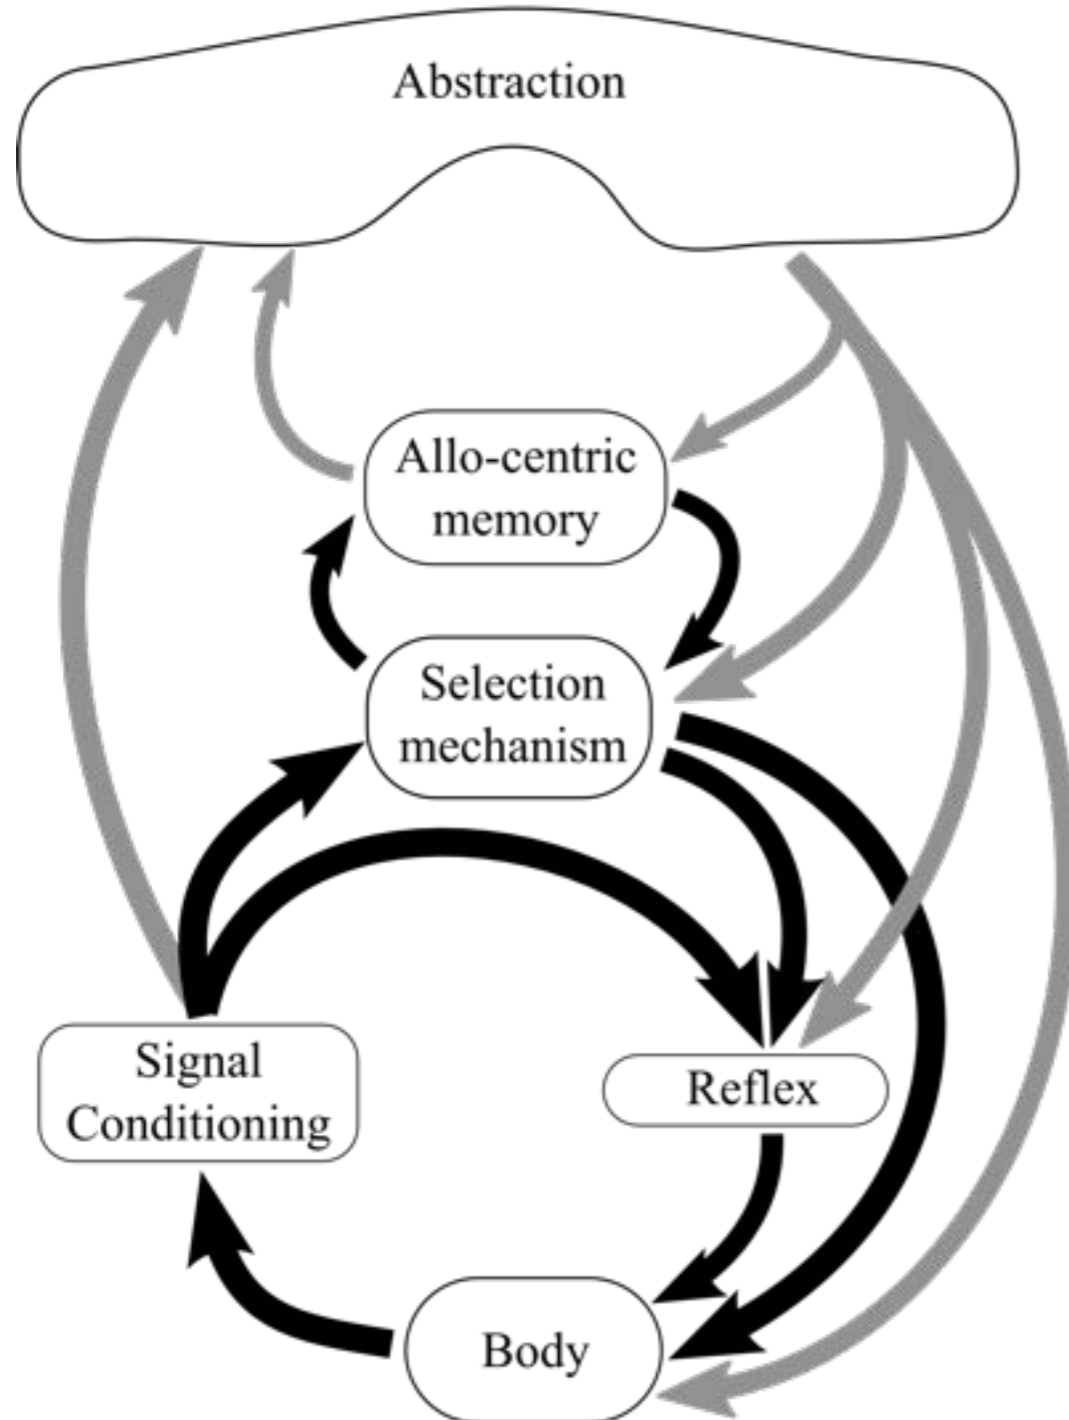 Abstraction
Allo-centric
memory
Selection
mechanism
Signal
Conditioning
Reflex
Body